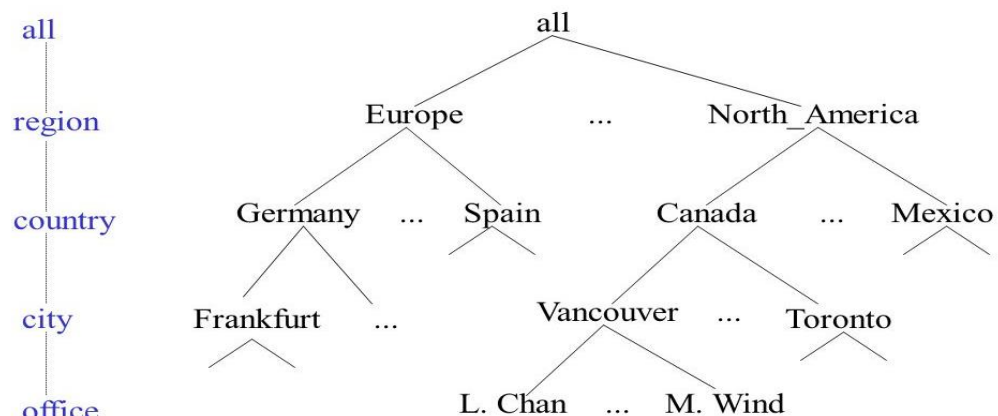 all all
region Europe ... North_America
country Germany ... Spain Canada ... Mexico
city Frankfurt ... Vancouver ... Toronto
office L. Chan ... M. Wind